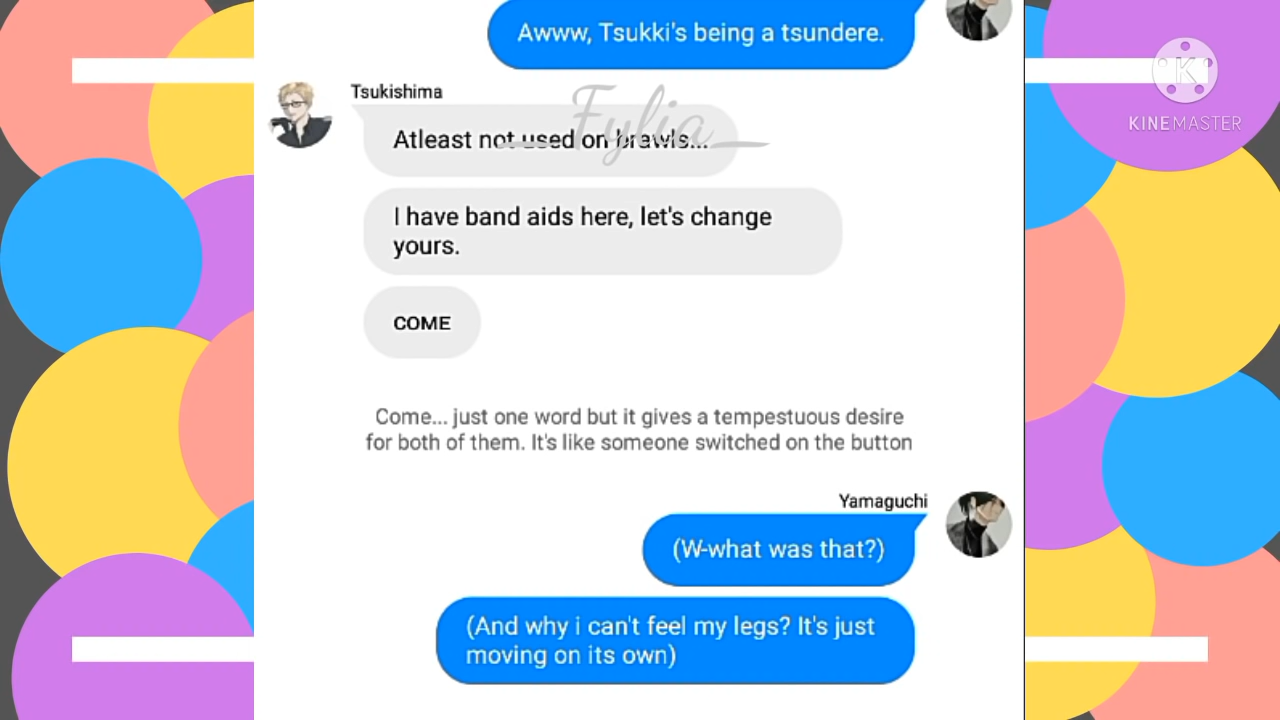 Awww, Tsukki's being a tsundere.
Tsukishima
Fylia
Atleast not used on brawls...
I have band aids here, let's change
yours.
COME
Come... just one word but it gives a tempestuous desire
for both of them. It's like someone switched on the button
Yamaguchi
(W-what was that?)
(And why i can't feel my legs? It's just
moving on its own)
K
KINEMASTER